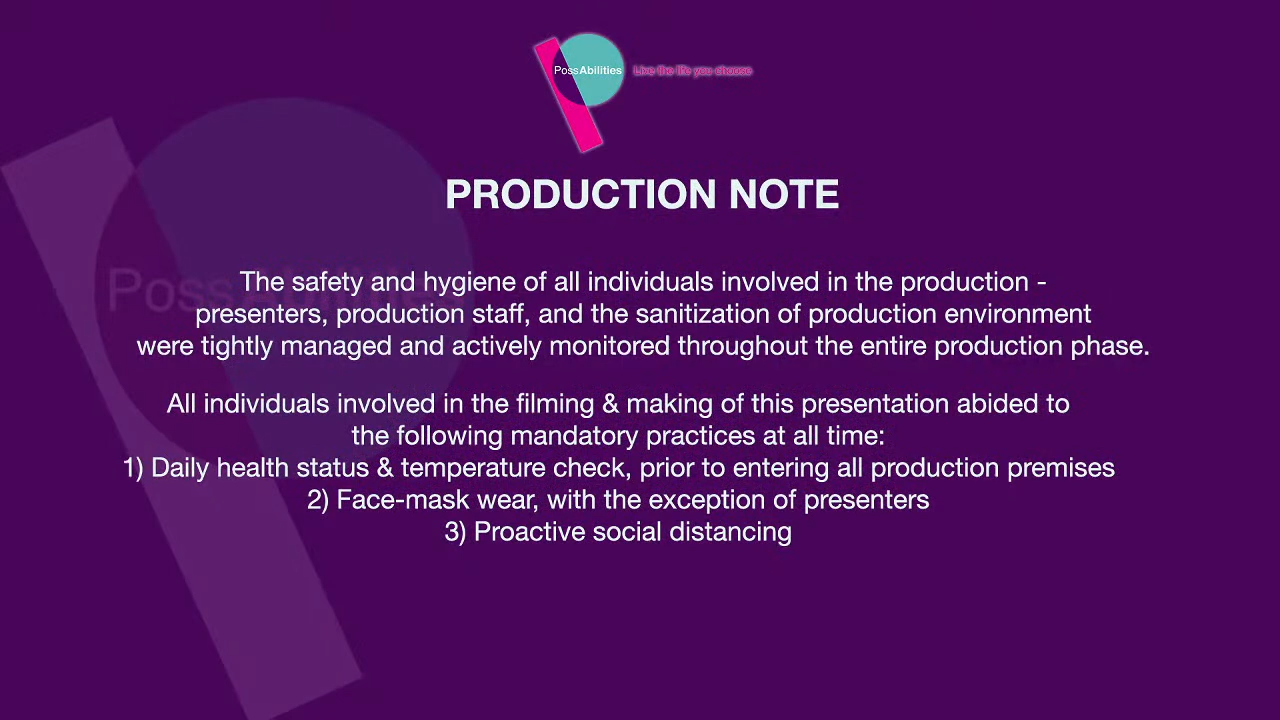 PossAbilities
Live the life you choose
PRODUCTION NOTE
The safety and hygiene of all individuals involved in the production -
presenters, production staff, and the sanitization of production environment
were tightly managed and actively monitored throughout the entire production phase.
All individuals involved in the filming & making of this presentation abided to
the following mandatory practices at all time:
1) Daily health status & temperature check, prior to entering all production premises
2) Face-mask wear, with the exception of presenters
3) Proactive social distancing
PossAbilities